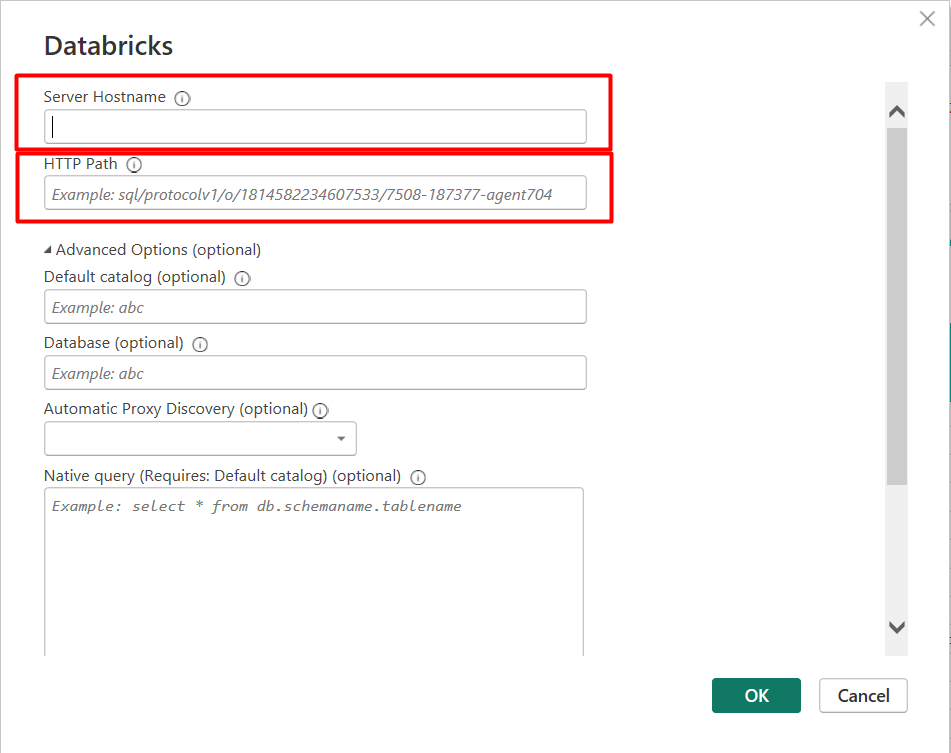 Databricks
Server Hostname
HTTP Path
Example: sql/protocolv1/o/1814582234607533/7508-187377-agent704
Advanced Options (optional)
Default catalog (optional)
Example: abc
Database (optional)
Example: abc
Automatic Proxy Discovery (optional)
Native query (Requires: Default catalog) (optional)
Example: select * from db.schemaname.tablename
OK
Cancel